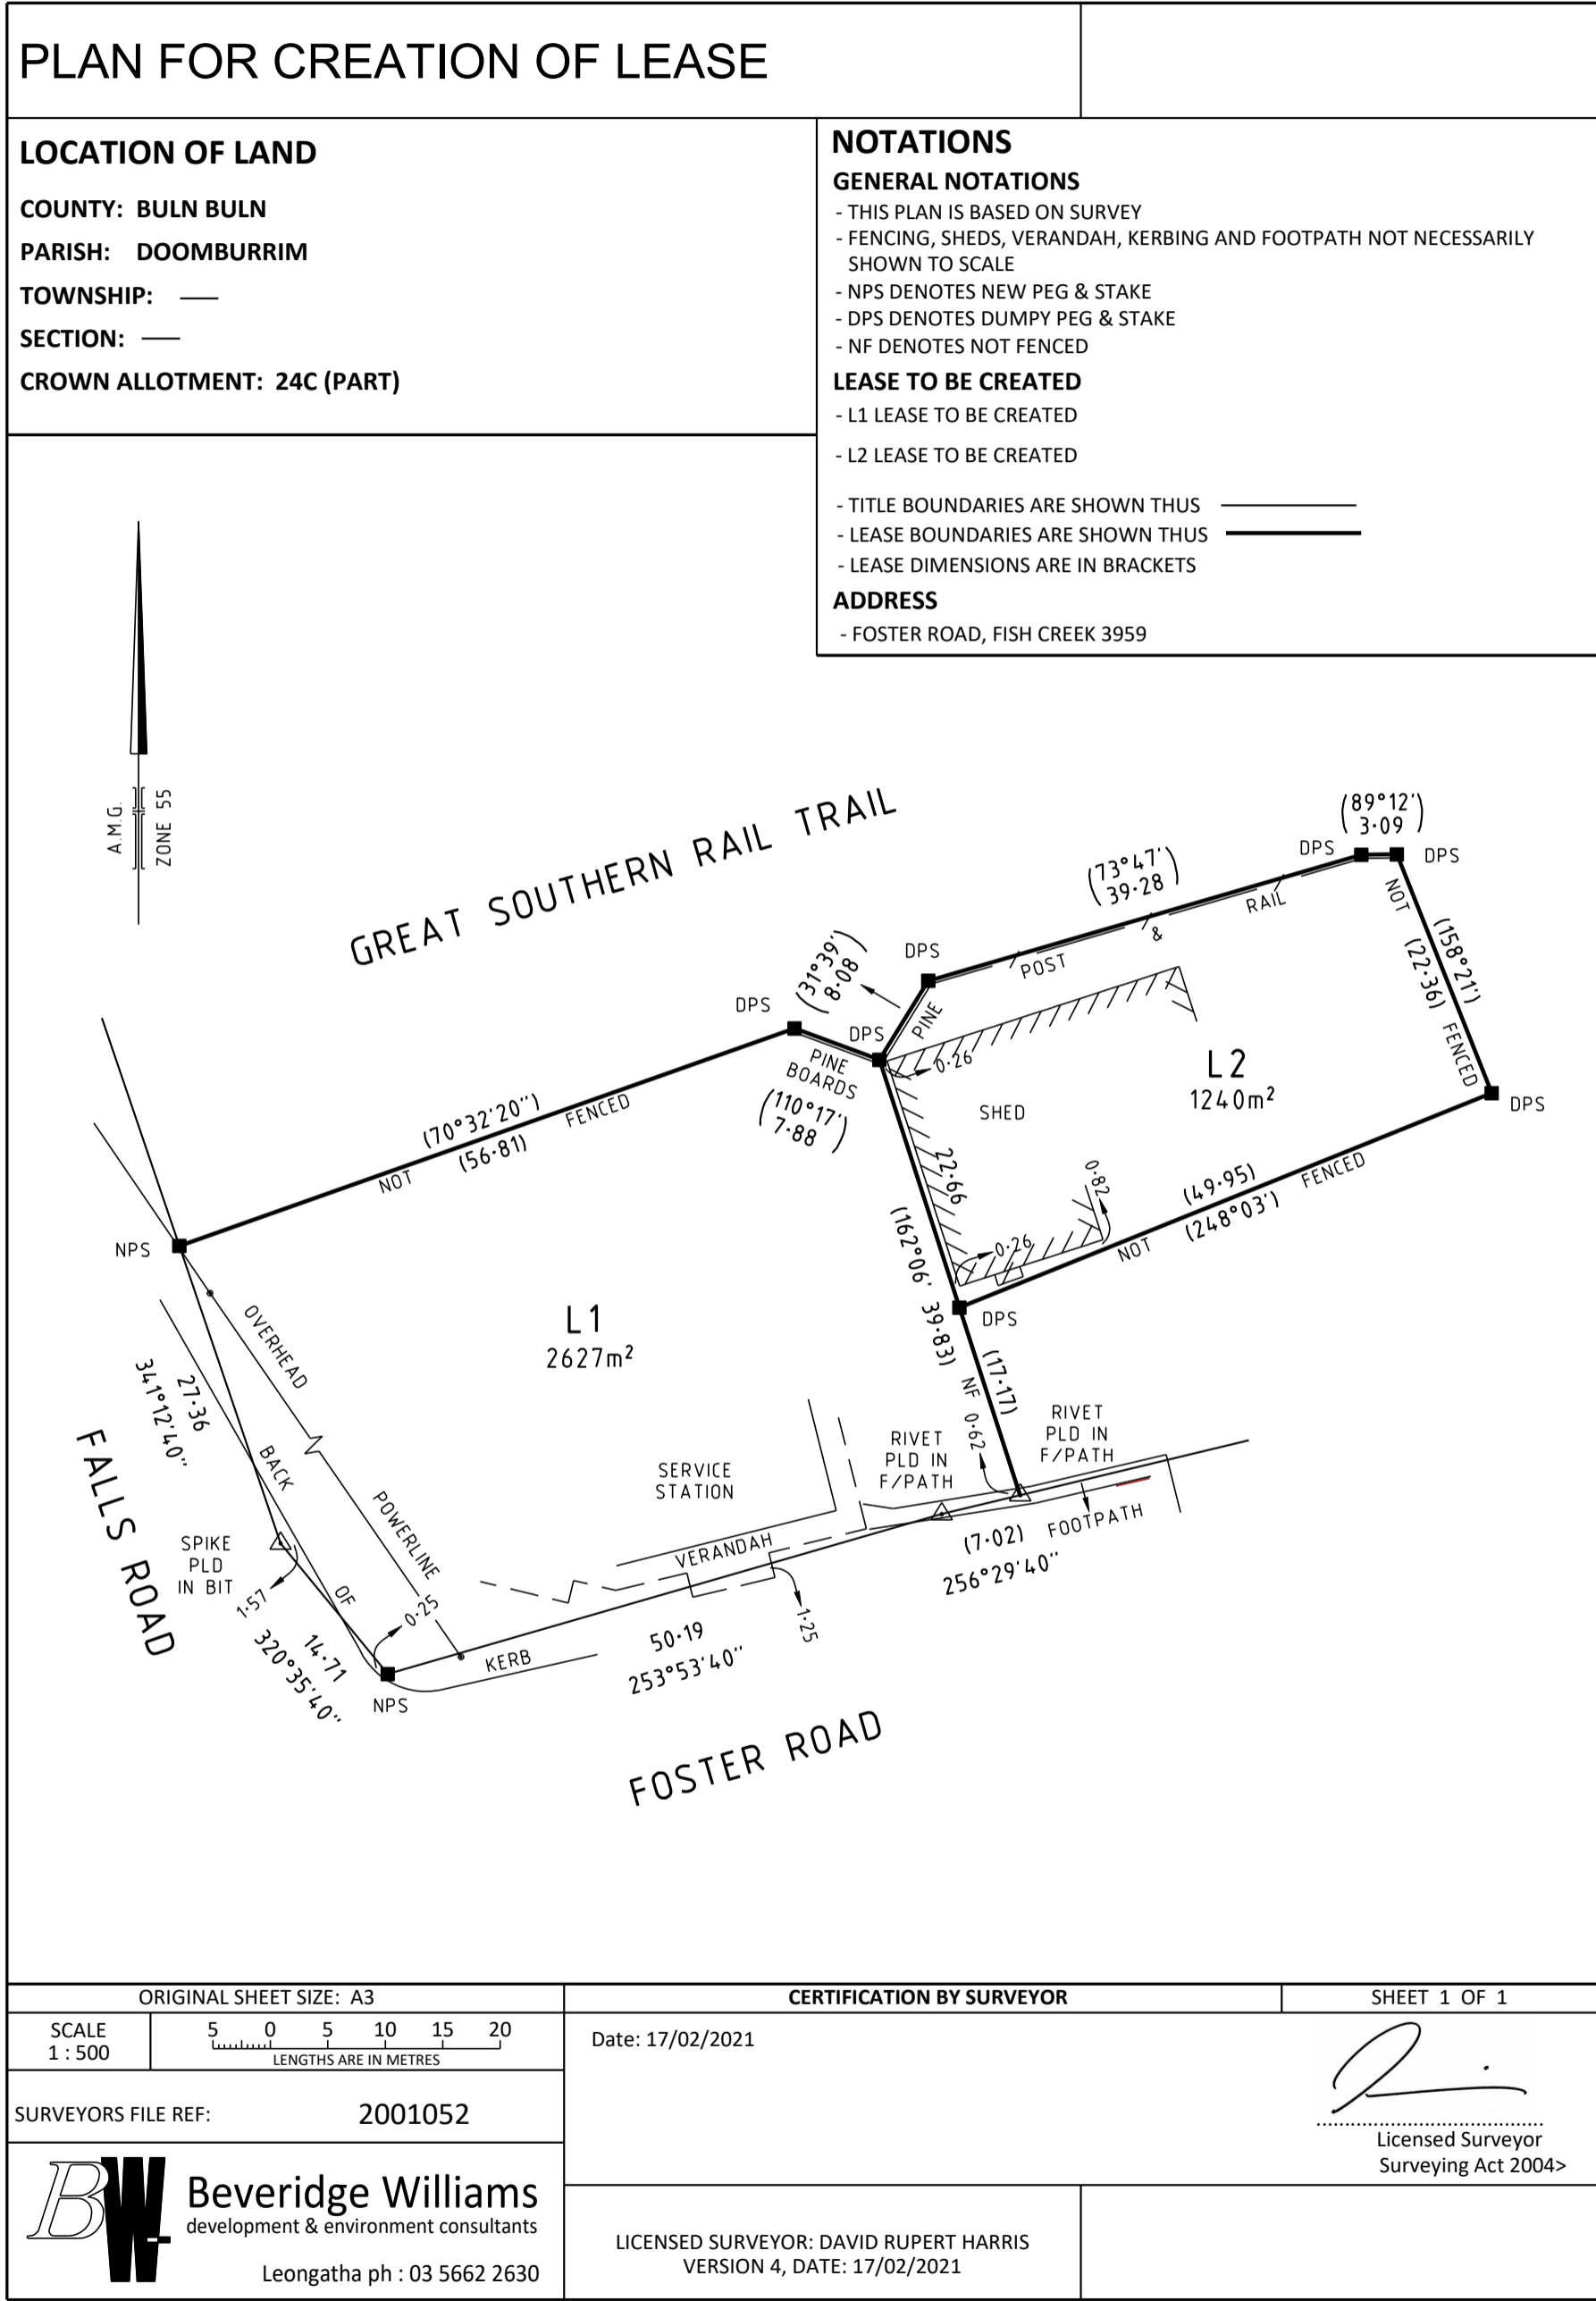 PLAN FOR CREATION OF LEASE
LOCATION OF LAND
COUNTY: BULN BULN
PARISH: DOOMBURRIM
TOWNSHIP: —
SECTION: —
CROWN ALLOTMENT: 24C (PART)
NOTATIONS
GENERAL NOTATIONS
- THIS PLAN IS BASED ON SURVEY
- FENCING, SHEDS, VERANDAH, KERBING AND FOOTPATH NOT NECESSARILY
SHOWN TO SCALE
- NPS DENOTES NEW PEG & STAKE
- DPS DENOTES DUMPY PEG & STAKE
- NF DENOTES NOT FENCED
LEASE TO BE CREATED
- L1 LEASE TO BE CREATED
- L2 LEASE TO BE CREATED
- TITLE BOUNDARIES ARE SHOWN THUS
- LEASE BOUNDARIES ARE SHOWN THUS
- LEASE DIMENSIONS ARE IN BRACKETS
ADDRESS
- FOSTER ROAD, FISH CREEK 3959
A.M.G.
ZONE 55
GREAT SOUTHERN RAIL TRAIL
(89°12'
3·09)
DPS
DPS
(73°47'
39·28)
POST & RAIL
NOT FENCED
(158°21')
(22·36)
DPS
(31°39'
8·08)
PINE
DPS
DPS
PINE
BOARDS
(110°17'
7·88)
0·26
L2
1240m²
SHED
DPS
(70°32'20")
(56·81)
NOT FENCED
22·66
0·82
(49·95)
(248°03')
NOT FENCED
0·26
NPS
(162°06' 39·83)
DPS
NF
(17·17)
0·62
L1
2627m²
OVERHEAD POWERLINE
27·36
341°12'40"
BACK OF KERB
FALLS ROAD
SERVICE
STATION
RIVET
PLD IN
F/PATH
RIVET
PLD IN
F/PATH
VERANDAH
(7·02)
256°29'40"
FOOTPATH
SPIKE
PLD
IN BIT
1·57
0·25
14·71
320°35'40"
NPS
1·25
50·19
253°53'40"
FOSTER ROAD
ORIGINAL SHEET SIZE: A3
SCALE
1 : 500
5 0 5 10 15 20
LENGTHS ARE IN METRES
SURVEYORS FILE REF: 2001052
BW
Beveridge Williams
development & environment consultants
Leongatha ph : 03 5662 2630
CERTIFICATION BY SURVEYOR
SHEET 1 OF 1
Date: 17/02/2021
Licensed Surveyor
Surveying Act 2004>
LICENSED SURVEYOR: DAVID RUPERT HARRIS
VERSION 4, DATE: 17/02/2021